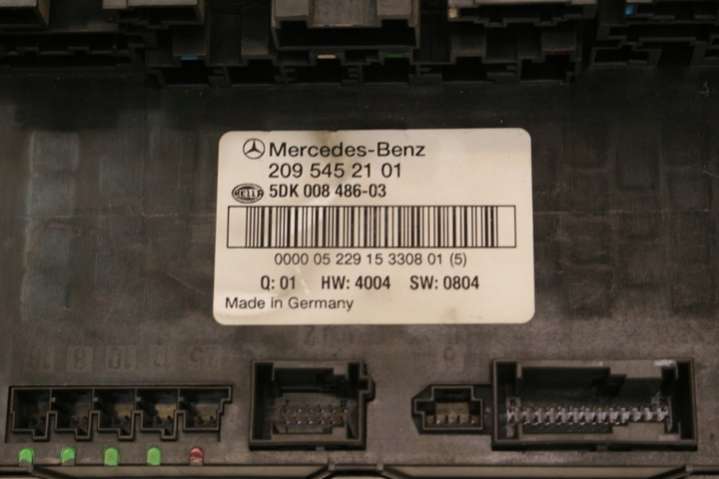 Mercedes-Benz
209 545 21 01
HELLA 5DK 008 486-03
0000 05 229 15 3308 01 (5)
Q: 01 HW: 4004 SW: 0804
Made in Germany